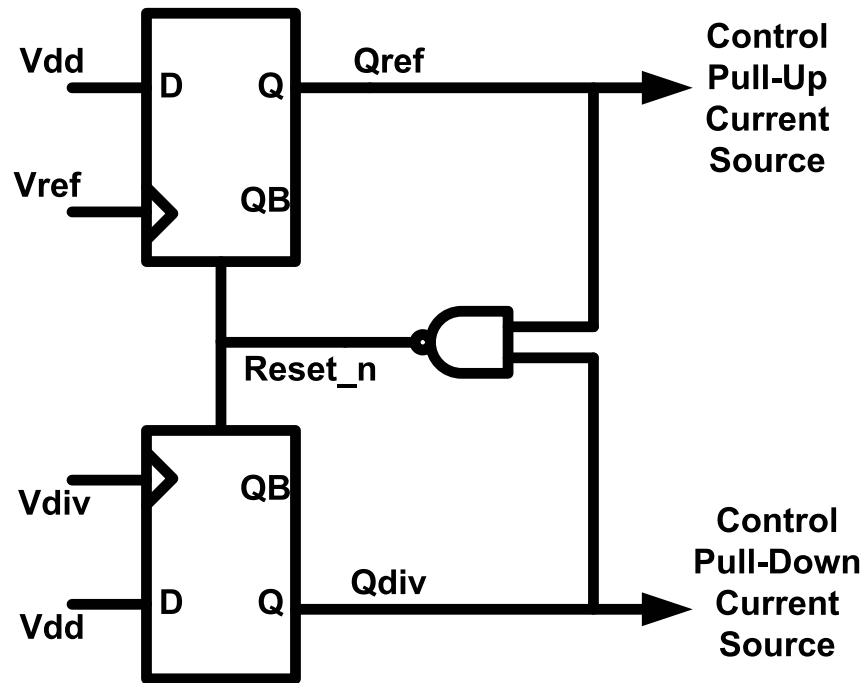 Vdd
D
Q
Qref
Control
Pull-Up
Current
Source
Vref
QB
Reset_n
Vdiv
QB
Vdd
D
Q
Qdiv
Control
Pull-Down
Current
Source